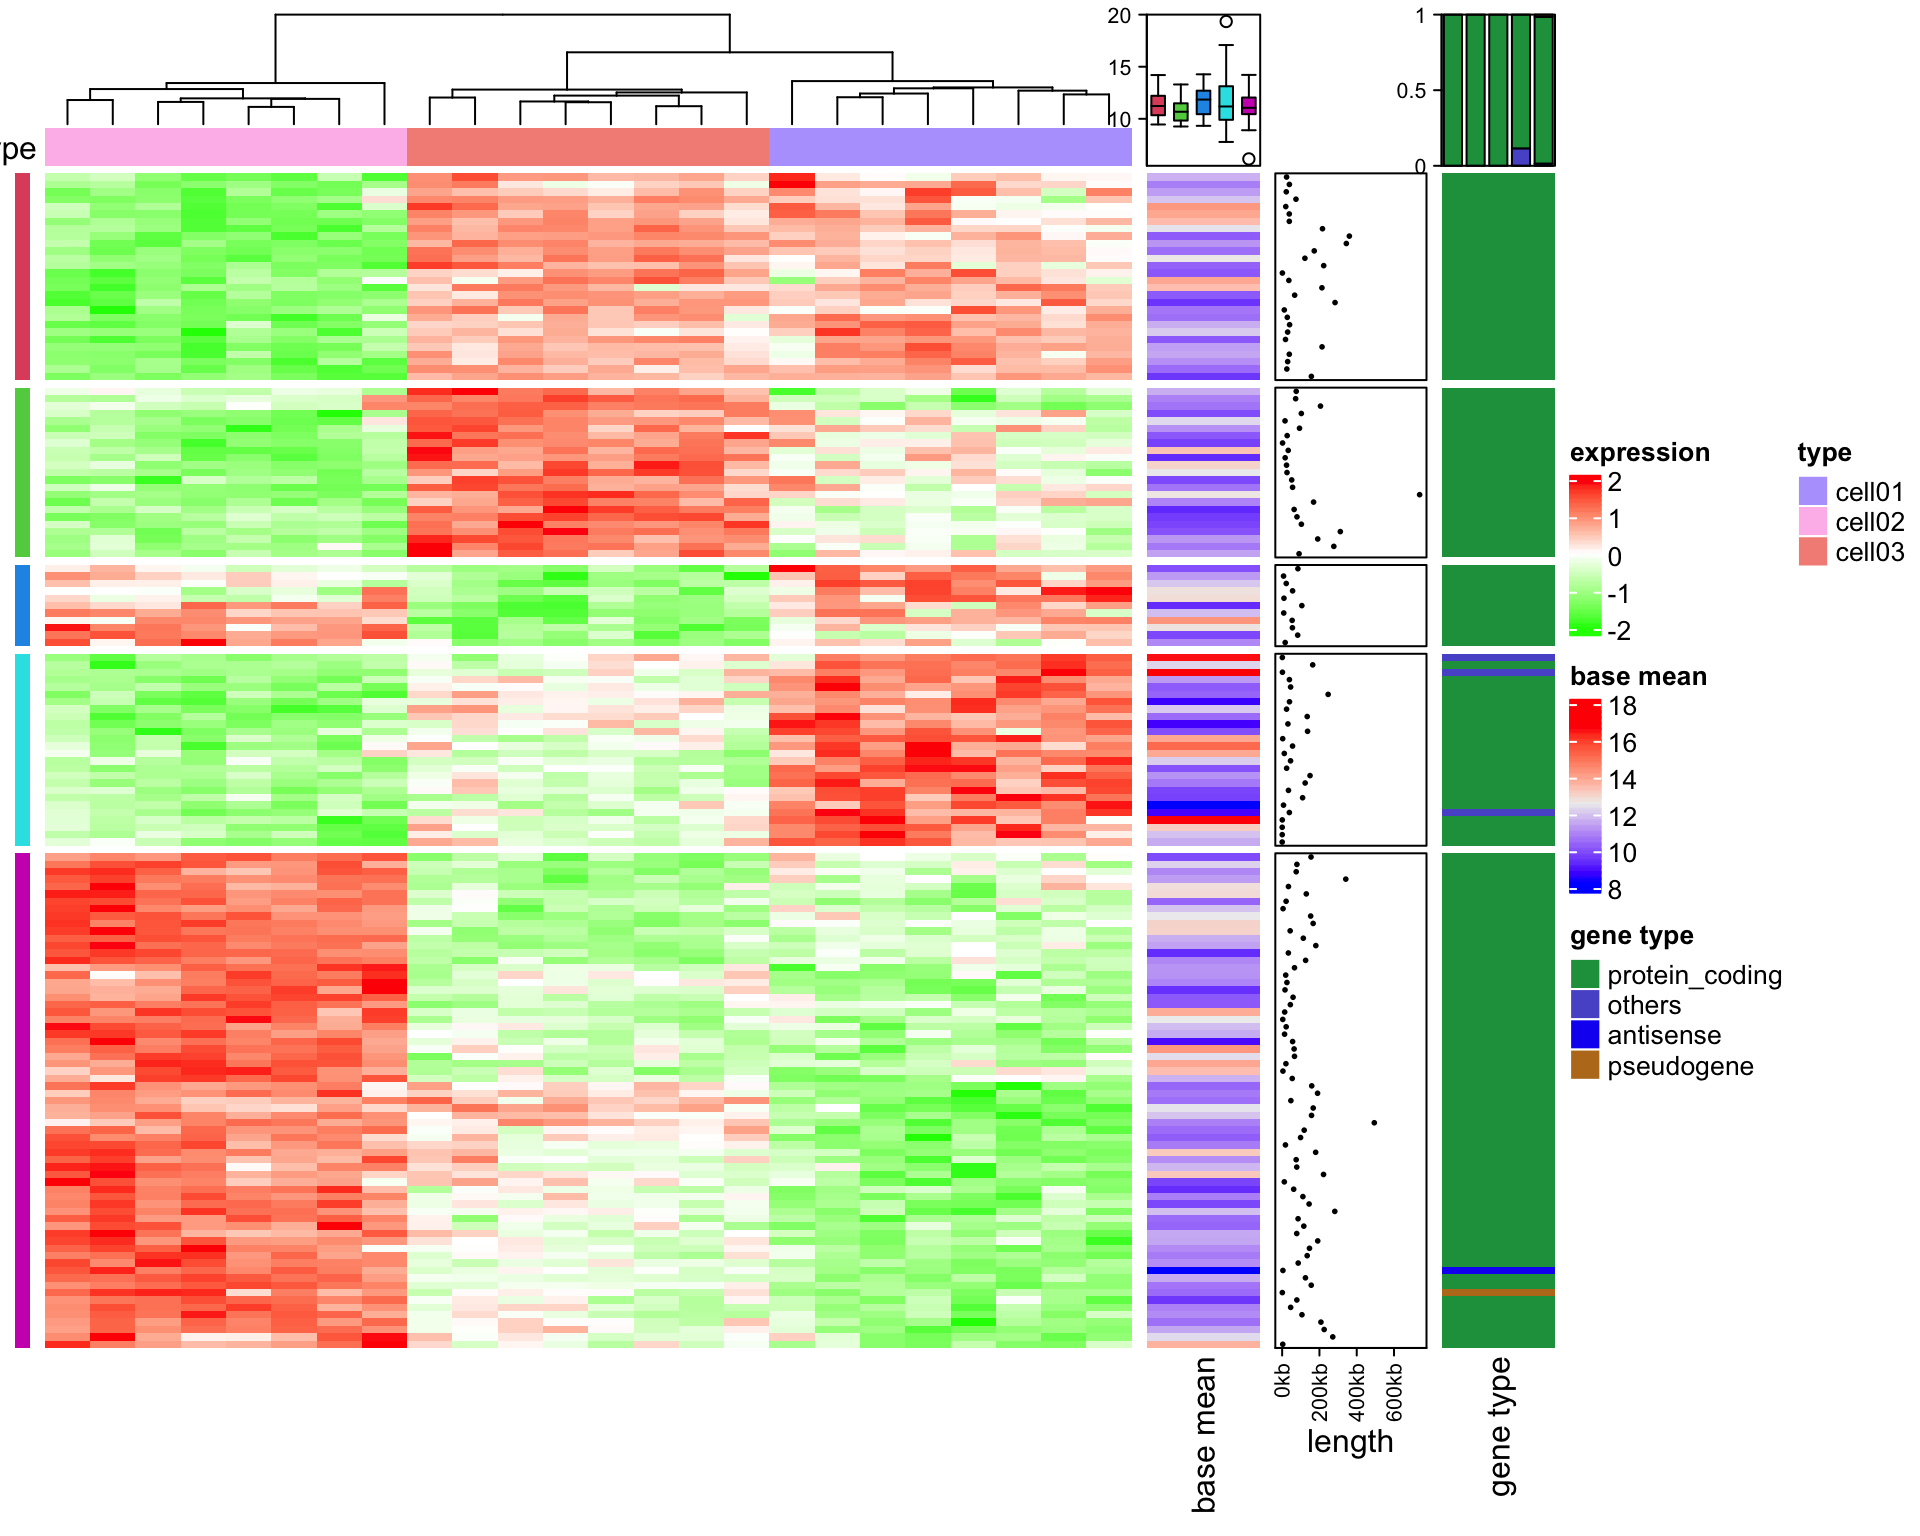 20
15
10
1
0.5
0
ype
expression
2
1
0
-1
-2
type
cell01
cell02
cell03
base mean
18
16
14
12
10
8
gene type
protein_coding
others
antisense
pseudogene
base mean
0kb
200kb
400kb
600kb
length
gene type